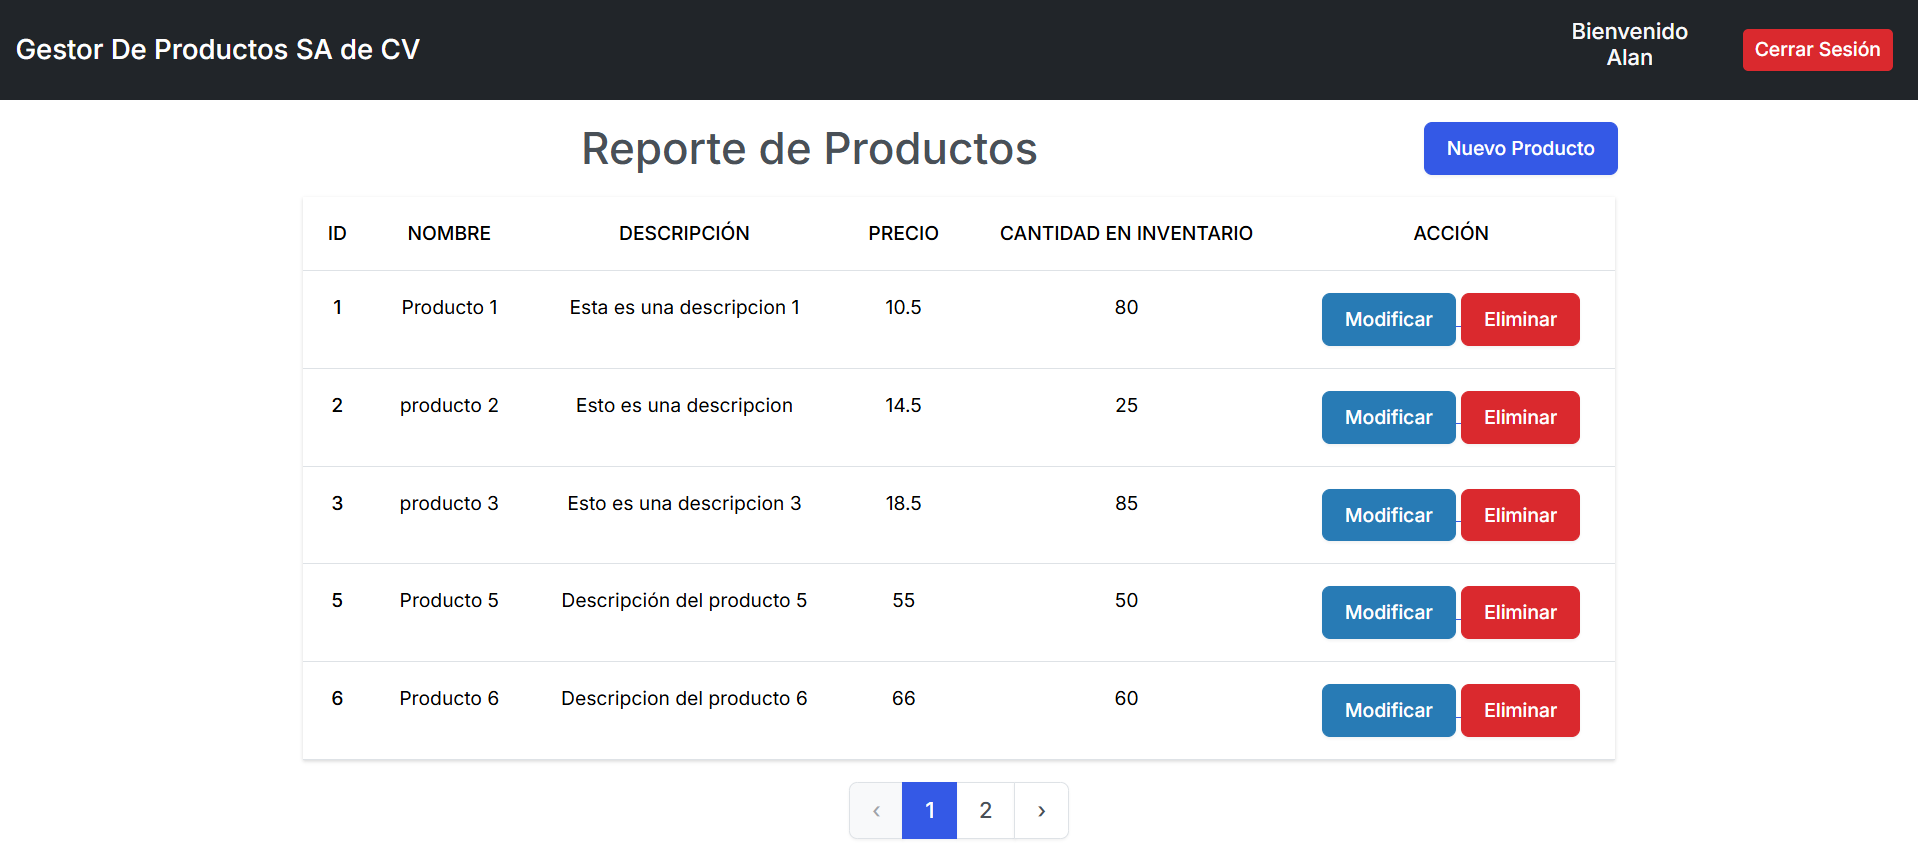 Gestor De Productos SA de CV
Bienvenido
Alan
Cerrar Sesión
Reporte de Productos
Nuevo Producto
ID NOMBRE DESCRIPCIÓN PRECIO CANTIDAD EN INVENTARIO ACCIÓN
1 Producto 1 Esta es una descripcion 1 10.5 80 Modificar Eliminar
2 producto 2 Esto es una descripcion 14.5 25 Modificar Eliminar
3 producto 3 Esto es una descripcion 3 18.5 85 Modificar Eliminar
5 Producto 5 Descripción del producto 5 55 50 Modificar Eliminar
6 Producto 6 Descripcion del producto 6 66 60 Modificar Eliminar
‹ 1 2 ›